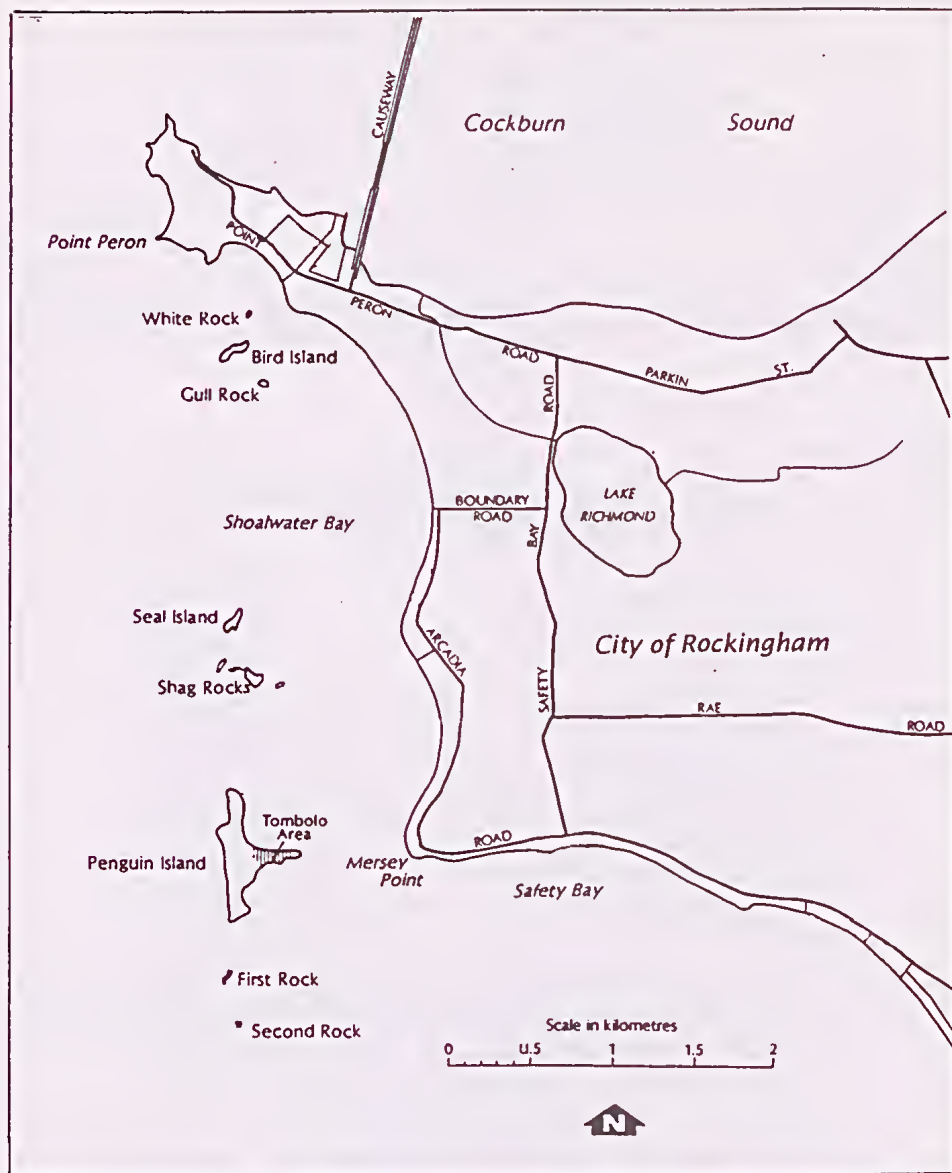 CAUSEWAY
Cockburn Sound
Point Peron
POINT
PERON
ROAD
PARKIN
ST.
White Rock
Bird Island
Gull Rock
ROAD
BOUNDARY
ROAD
BAY
LAKE
RICHMOND
Shoalwater Bay
Seal Island
Shag Rocks
ARCADIA
City of Rockingham
SAFETY
RAE
ROAD
Tombolo
Area
Penguin Island
ROAD
Mersey
Point
Safety Bay
First Rock
Second Rock
Scale in kilometres
0 0.5 1 1.5 2
N